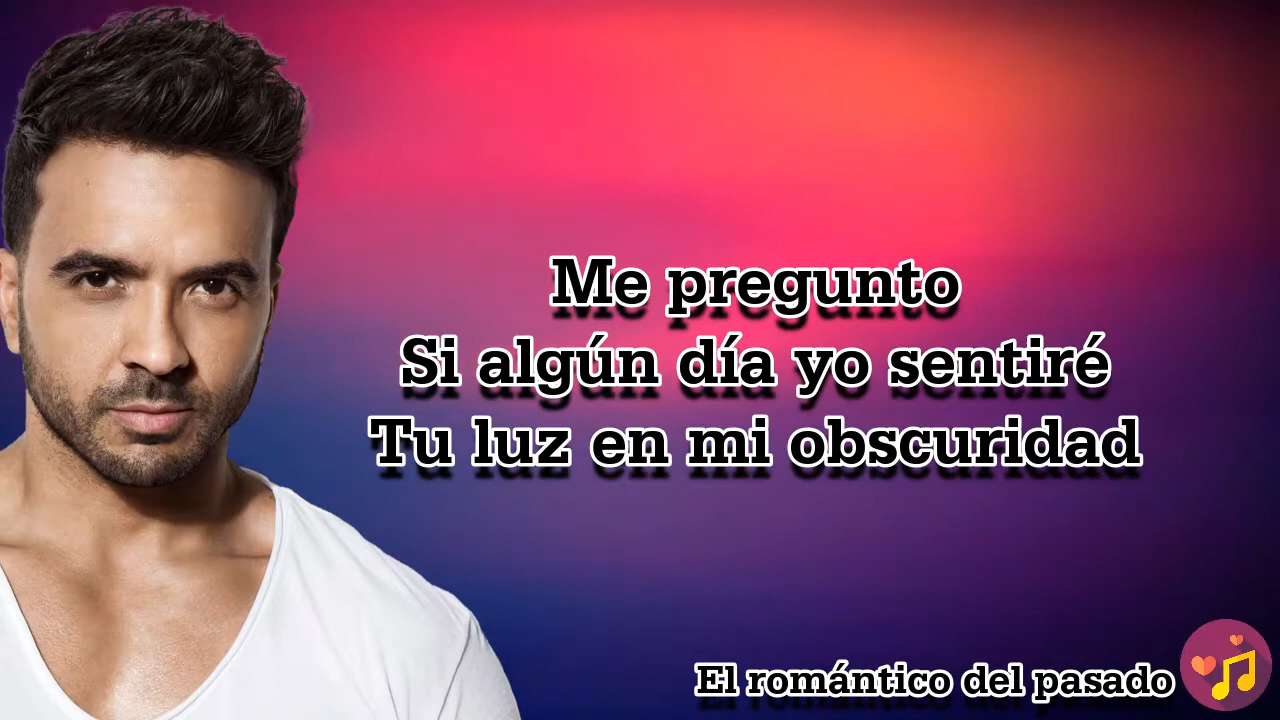 Me pregunto
Si algún día yo sentiré
Tu luz en mi obscuridad
El romántico del pasado